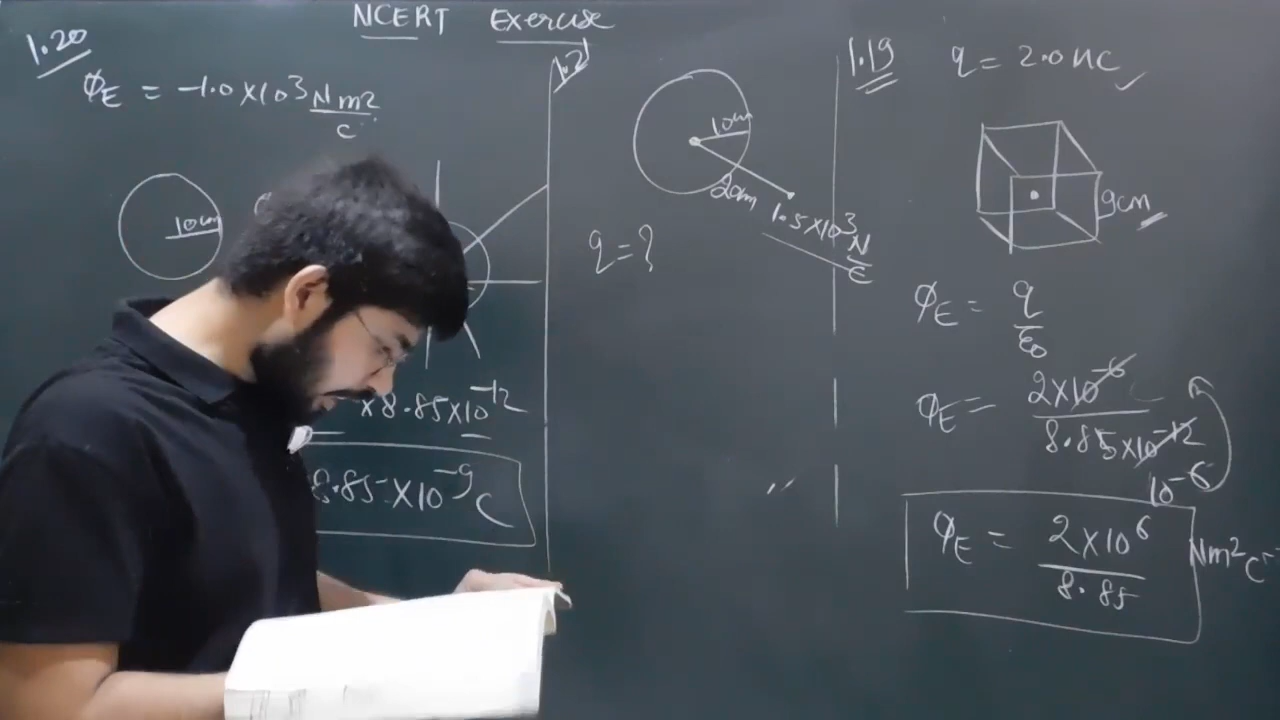 NCERT Exercise
1.20
φE = -1.0 × 10³ Nm²/C
10cm
× 8.85 × 10⁻¹²
8.85 × 10⁻⁹ C
1.21
10cm
20cm
1.5 × 10³ N/C
q = ?
1.19
q = 2.0 μC
9cm
φE = q/ε₀
φE = 2×10⁻⁶/8.85×10⁻¹²
10⁻⁶
φE = 2×10⁶/8.85 Nm²C⁻